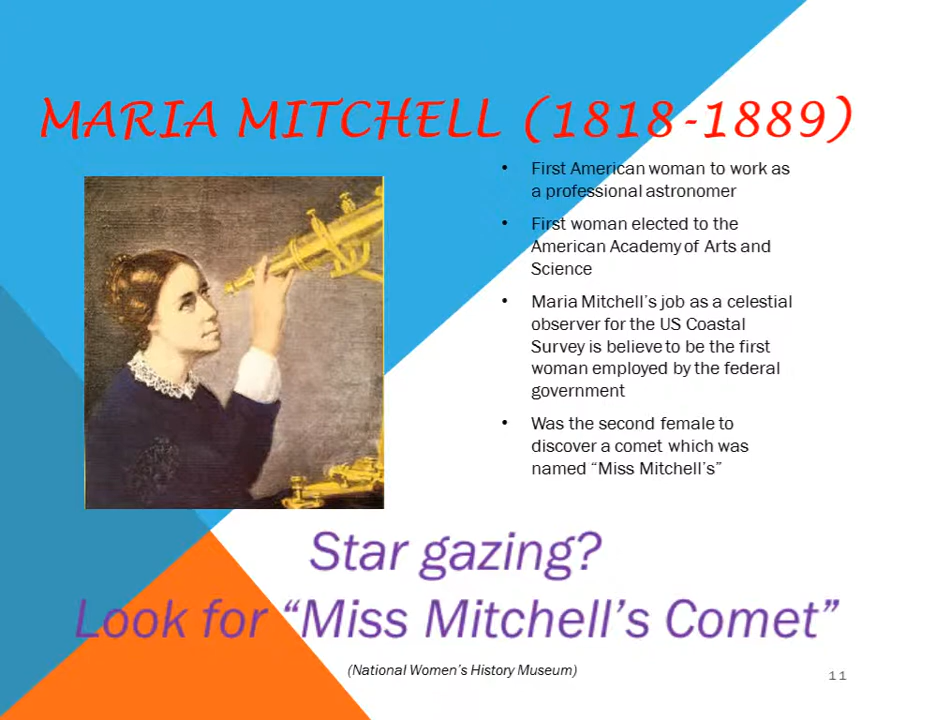 MARIA MITCHELL (1818-1889)
• First American woman to work as
a professional astronomer
• First woman elected to the
American Academy of Arts and
Science
• Maria Mitchell's job as a celestial
observer for the US Coastal
Survey is believe to be the first
woman employed by the federal
government
• Was the second female to
discover a comet which was
named “Miss Mitchell's”
Star gazing?
Look for “Miss Mitchell's Comet”
(National Women's History Museum)
11